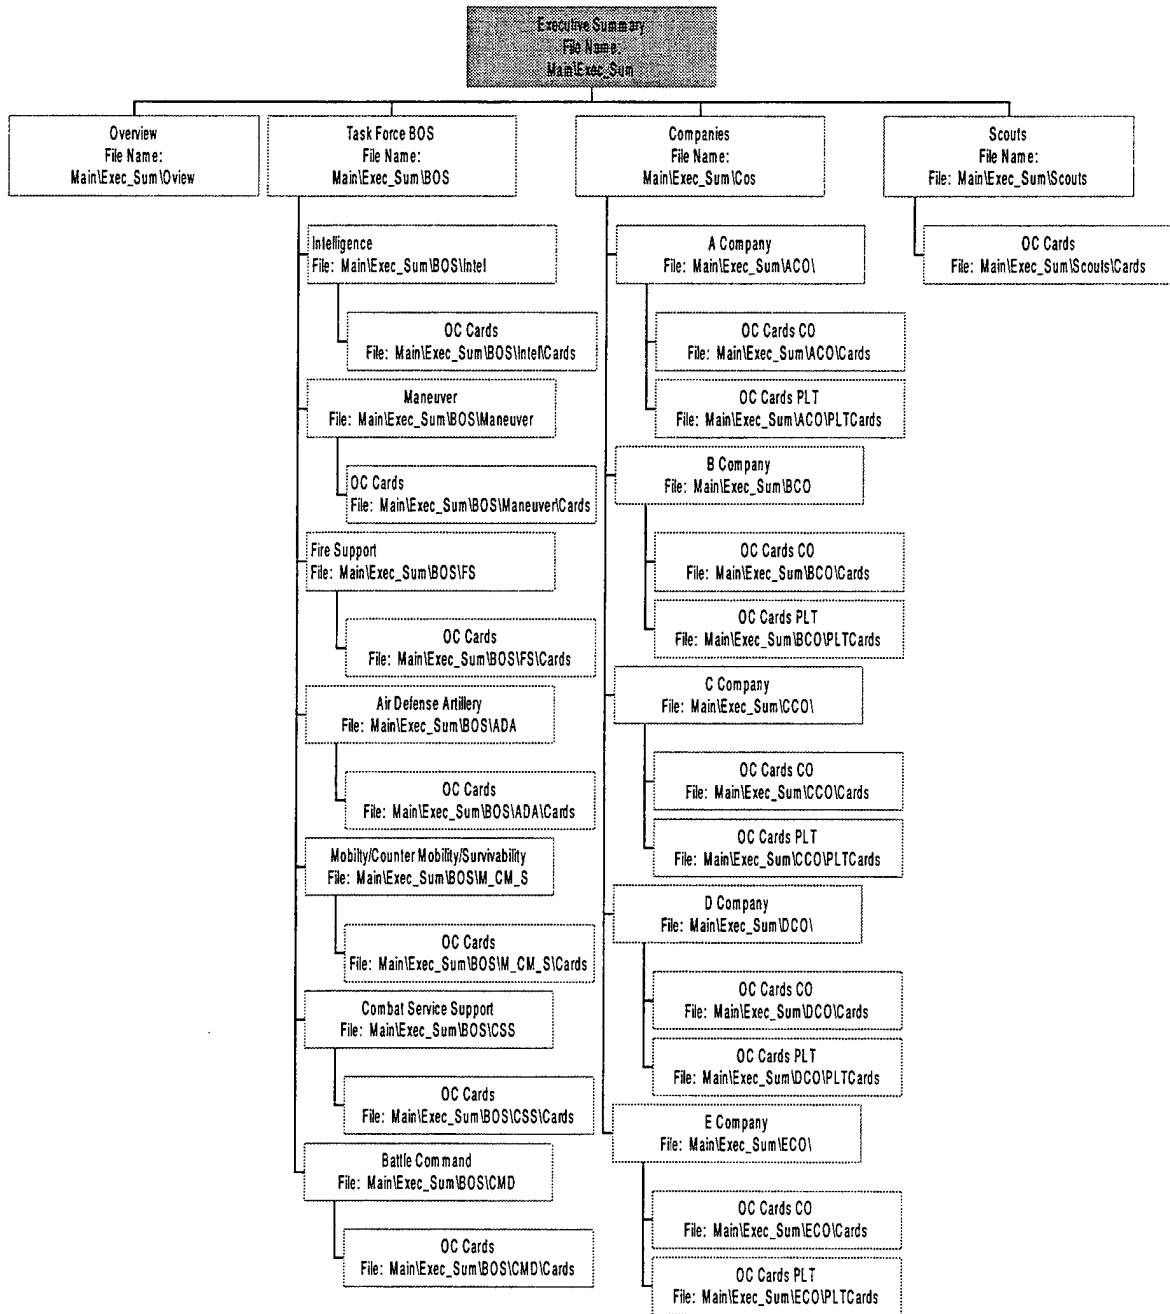 Executive Summary
File Name:
Main\Exec_Sum
Overview
File Name:
Main\Exec_Sum\Oview
Task Force BOS
File Name:
Main\Exec_Sum\BOS
Companies
File Name:
Main\Exec_Sum\Cos
Scouts
File Name:
File: Main\Exec_Sum\Scouts
Intelligence
File: Main\Exec_Sum\BOS\Intel
OC Cards
File: Main\Exec_Sum\BOS\Intel\Cards
Maneuver
File: Main\Exec_Sum\BOS\Maneuver
OC Cards
File: Main\Exec_Sum\BOS\Maneuver\Cards
Fire Support
File: Main\Exec_Sum\BOS\FS
OC Cards
File: Main\Exec_Sum\BOS\FS\Cards
Air Defense Artillery
File: Main\Exec_Sum\BOS\ADA
OC Cards
File: Main\Exec_Sum\BOS\ADA\Cards
Mobilty/Counter Mobility/Survivability
File: Main\Exec_Sum\BOS\M_CM_S
OC Cards
File: Main\Exec_Sum\BOS\M_CM_S\Cards
Combat Service Support
File: Main\Exec_Sum\BOS\CSS
OC Cards
File: Main\Exec_Sum\BOS\CSS\Cards
Battle Command
File: Main\Exec_Sum\BOS\CMD
OC Cards
File: Main\Exec_Sum\BOS\CMD\Cards
A Company
File: Main\Exec_Sum\ACO\
OC Cards CO
File: Main\Exec_Sum\ACO\Cards
OC Cards PLT
File: Main\Exec_Sum\ACO\PLTCards
B Company
File: Main\Exec_Sum\BCO
OC Cards CO
File: Main\Exec_Sum\BCO\Cards
OC Cards PLT
File: Main\Exec_Sum\BCO\PLTCards
C Company
File: Main\Exec_Sum\CCO\
OC Cards CO
File: Main\Exec_Sum\CCO\Cards
OC Cards PLT
File: Main\Exec_Sum\CCO\PLTCards
D Company
File: Main\Exec_Sum\DCO\
OC Cards CO
File: Main\Exec_Sum\DCO\Cards
OC Cards PLT
File: Main\Exec_Sum\DCO\PLTCards
E Company
File: Main\Exec_Sum\ECO\
OC Cards CO
File: Main\Exec_Sum\ECO\Cards
OC Cards PLT
File: Main\Exec_Sum\ECO\PLTCards
OC Cards
File: Main\Exec_Sum\Scouts\Cards